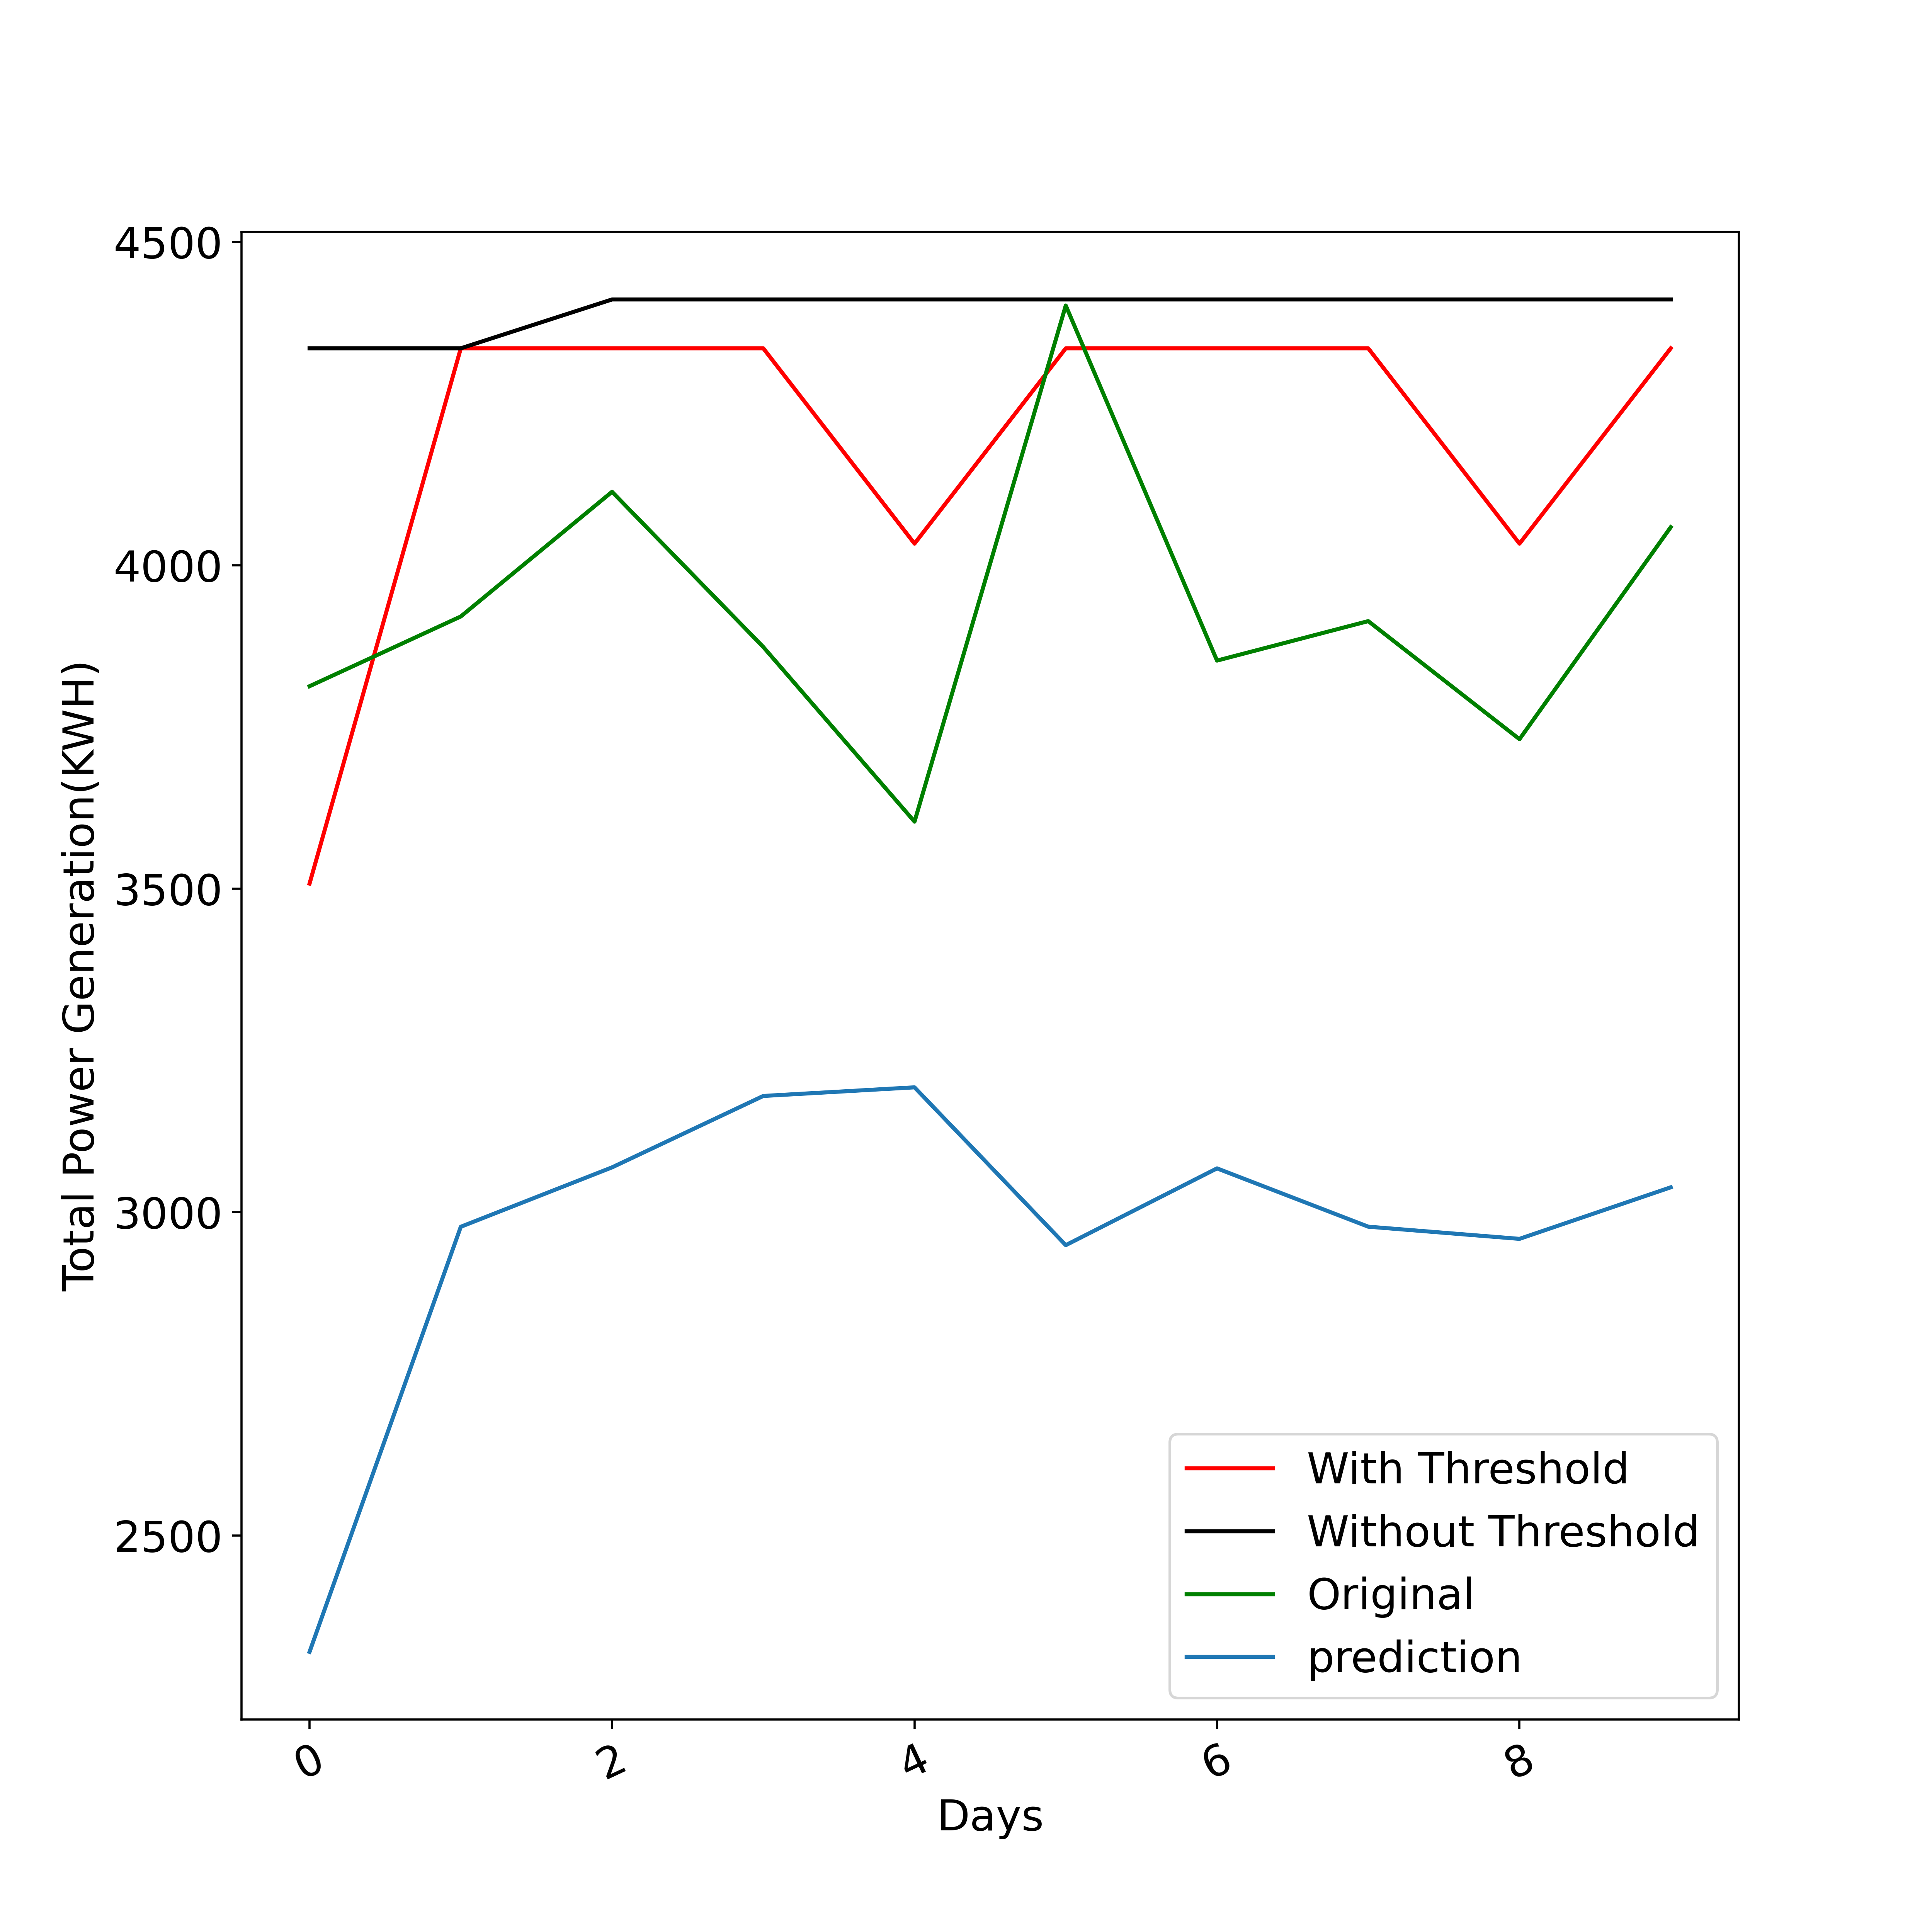 4500
4000
3500
3000
2500
Total Power Generation(KWH)
With Threshold
Without Threshold
Original
prediction
0 2 4 6 8
Days